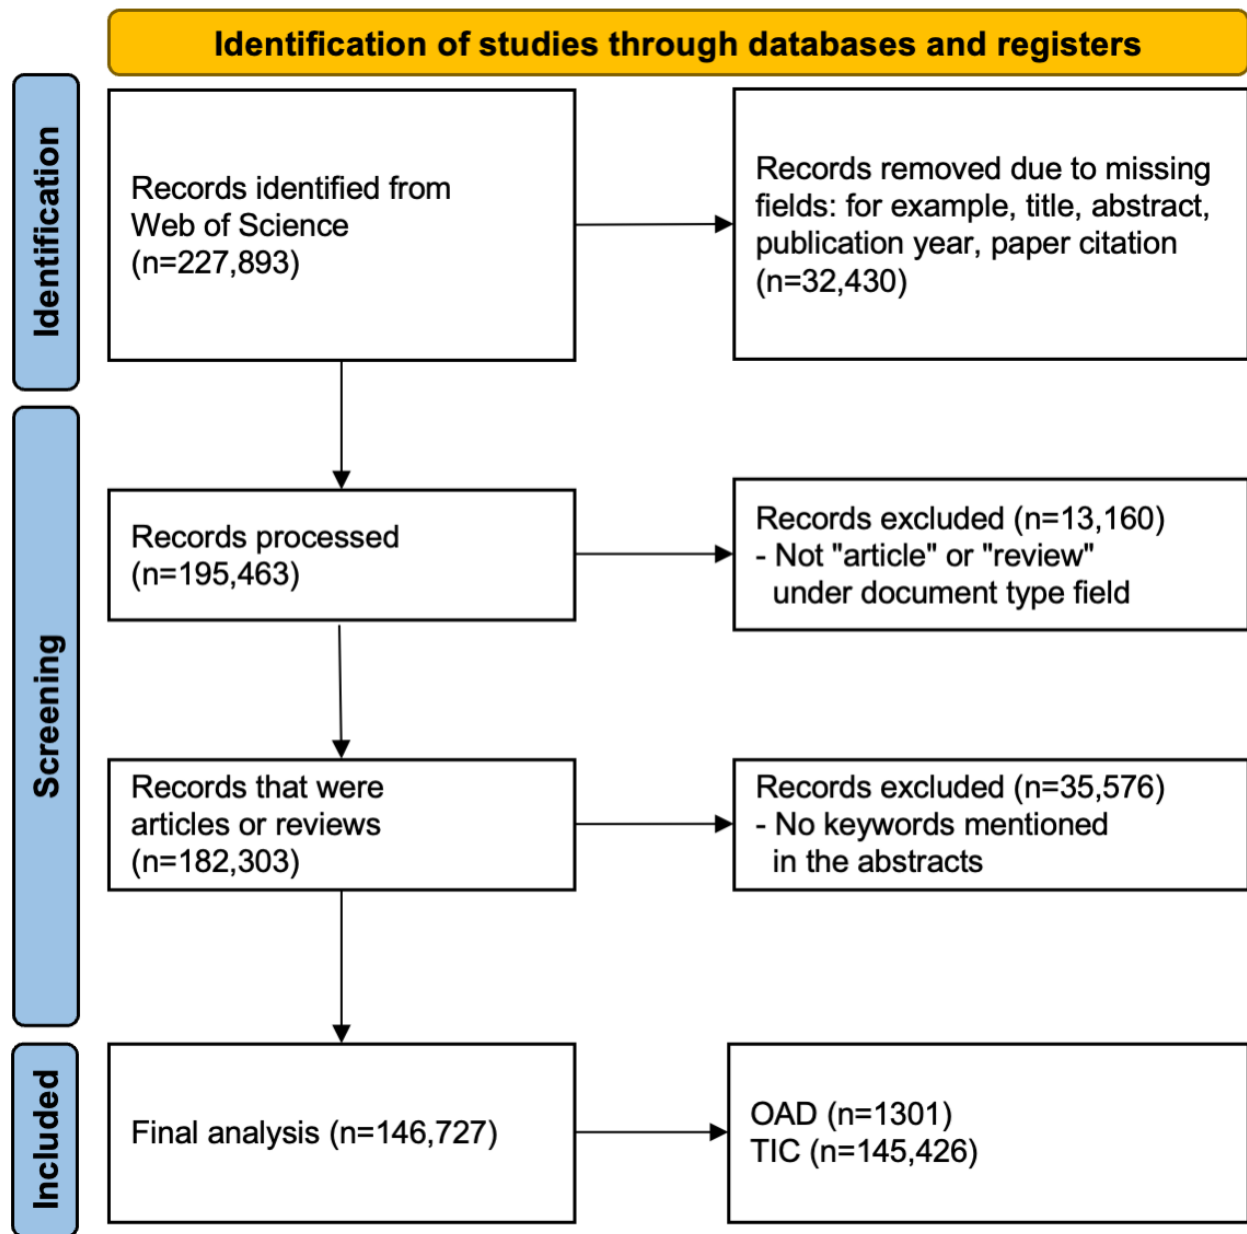 Identification of studies through databases and registers
Identification
Records identified from
Web of Science
(n=227,893)
Records removed due to missing
fields: for example, title, abstract,
publication year, paper citation
(n=32,430)
Screening
Records processed
(n=195,463)
Records excluded (n=13,160)
- Not "article" or "review"
under document type field
Records that were
articles or reviews
(n=182,303)
Records excluded (n=35,576)
- No keywords mentioned
in the abstracts
Included
Final analysis (n=146,727)
OAD (n=1301)
TIC (n=145,426)